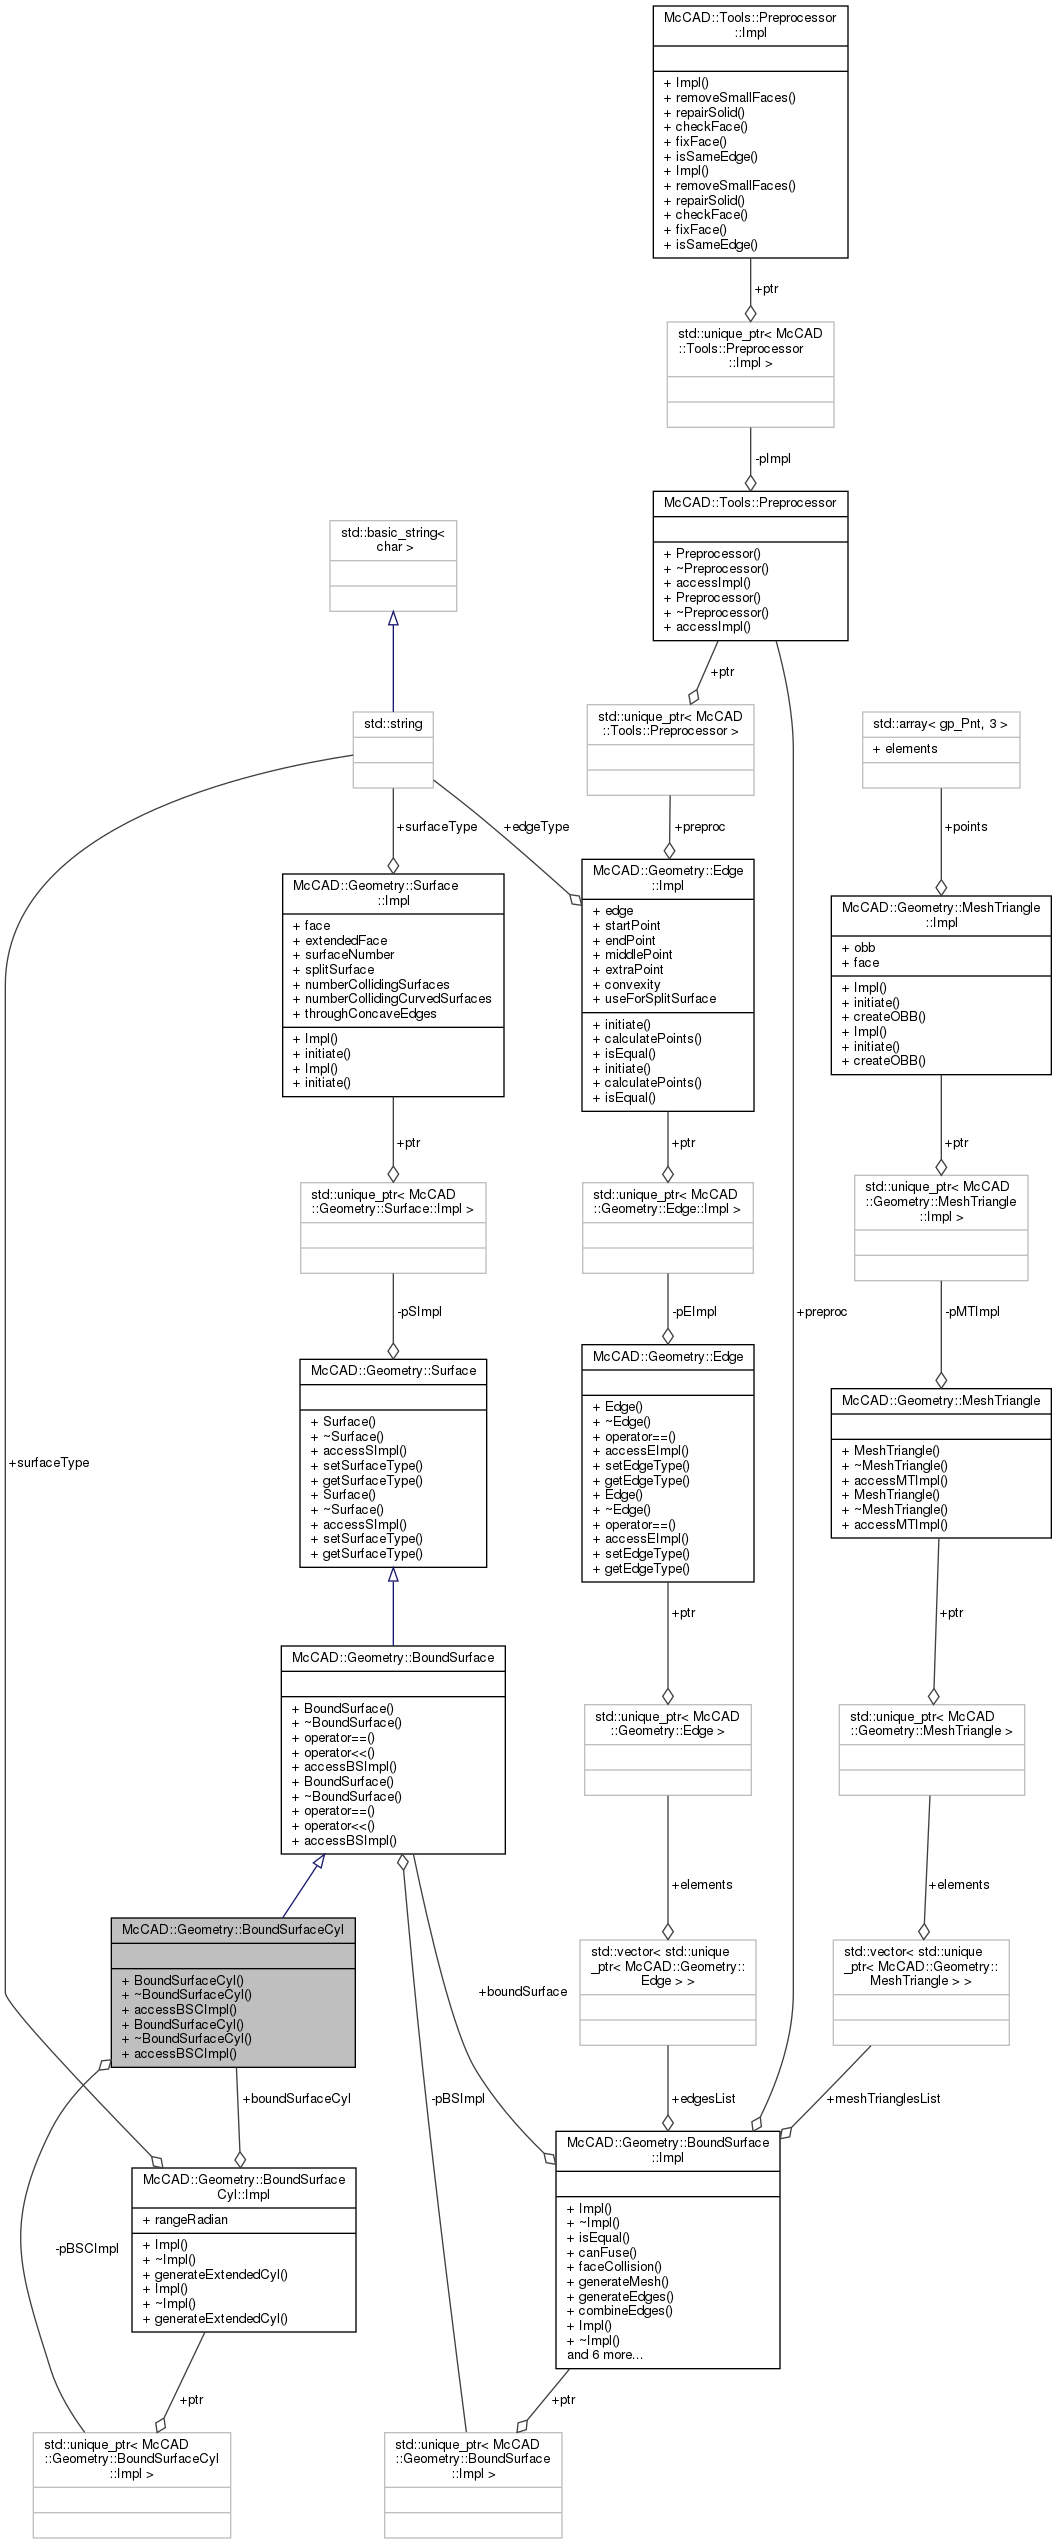 McCAD::Tools::Preprocessor
::Impl
+ Impl()
+ removeSmallFaces()
+ repairSolid()
+ checkFace()
+ fixFace()
+ isSameEdge()
+ Impl()
+ removeSmallFaces()
+ repairSolid()
+ checkFace()
+ fixFace()
+ isSameEdge()
+ptr
std::unique_ptr< McCAD
::Tools::Preprocessor
::Impl >
-pImpl
McCAD::Tools::Preprocessor
+ Preprocessor()
+ ~Preprocessor()
+ accessImpl()
+ Preprocessor()
+ ~Preprocessor()
+ accessImpl()
std::basic_string<
char >
+ptr
std::string
std::unique_ptr< McCAD
::Tools::Preprocessor >
std::array< gp_Pnt, 3 >
+ elements
+surfaceType
+edgeType
+preproc
+points
McCAD::Geometry::Surface
::Impl
+ face
+ extendedFace
+ surfaceNumber
+ splitSurface
+ numberCollidingSurfaces
+ numberCollidingCurvedSurfaces
+ throughConcaveEdges
+ Impl()
+ initiate()
+ Impl()
+ initiate()
McCAD::Geometry::Edge
::Impl
+ edge
+ startPoint
+ endPoint
+ middlePoint
+ extraPoint
+ convexity
+ useForSplitSurface
+ initiate()
+ calculatePoints()
+ isEqual()
+ initiate()
+ calculatePoints()
+ isEqual()
McCAD::Geometry::MeshTriangle
::Impl
+ obb
+ face
+ Impl()
+ initiate()
+ createOBB()
+ Impl()
+ initiate()
+ createOBB()
+ptr
+ptr
+ptr
std::unique_ptr< McCAD
::Geometry::Surface::Impl >
std::unique_ptr< McCAD
::Geometry::Edge::Impl >
std::unique_ptr< McCAD
::Geometry::MeshTriangle
::Impl >
-pSImpl
-pEImpl
+preproc
-pMTImpl
McCAD::Geometry::Surface
+ Surface()
+ ~Surface()
+ accessSImpl()
+ setSurfaceType()
+ getSurfaceType()
+ Surface()
+ ~Surface()
+ accessSImpl()
+ setSurfaceType()
+ getSurfaceType()
McCAD::Geometry::Edge
+ Edge()
+ ~Edge()
+ operator==()
+ accessEImpl()
+ setEdgeType()
+ getEdgeType()
+ Edge()
+ ~Edge()
+ operator==()
+ accessEImpl()
+ setEdgeType()
+ getEdgeType()
McCAD::Geometry::MeshTriangle
+ MeshTriangle()
+ ~MeshTriangle()
+ accessMTImpl()
+ MeshTriangle()
+ ~MeshTriangle()
+ accessMTImpl()
+surfaceType
+ptr
+ptr
McCAD::Geometry::BoundSurface
+ BoundSurface()
+ ~BoundSurface()
+ operator==()
+ operator<<()
+ accessBSImpl()
+ BoundSurface()
+ ~BoundSurface()
+ operator==()
+ operator<<()
+ accessBSImpl()
std::unique_ptr< McCAD
::Geometry::Edge >
std::unique_ptr< McCAD
::Geometry::MeshTriangle >
+elements
+elements
McCAD::Geometry::BoundSurfaceCyl
+ BoundSurfaceCyl()
+ ~BoundSurfaceCyl()
+ accessBSCImpl()
+ BoundSurfaceCyl()
+ ~BoundSurfaceCyl()
+ accessBSCImpl()
+boundSurface
std::vector< std::unique
_ptr< McCAD::Geometry::
Edge > >
std::vector< std::unique
_ptr< McCAD::Geometry::
MeshTriangle > >
+boundSurfaceCyl
-pBSImpl
+edgesList
+meshTrianglesList
McCAD::Geometry::BoundSurface
Cyl::Impl
+ rangeRadian
+ Impl()
+ ~Impl()
+ generateExtendedCyl()
+ Impl()
+ ~Impl()
+ generateExtendedCyl()
-pBSCImpl
McCAD::Geometry::BoundSurface
::Impl
+ Impl()
+ ~Impl()
+ isEqual()
+ canFuse()
+ faceCollision()
+ generateMesh()
+ generateEdges()
+ combineEdges()
+ Impl()
+ ~Impl()
and 6 more...
+ptr
+ptr
std::unique_ptr< McCAD
::Geometry::BoundSurfaceCyl
::Impl >
std::unique_ptr< McCAD
::Geometry::BoundSurface
::Impl >